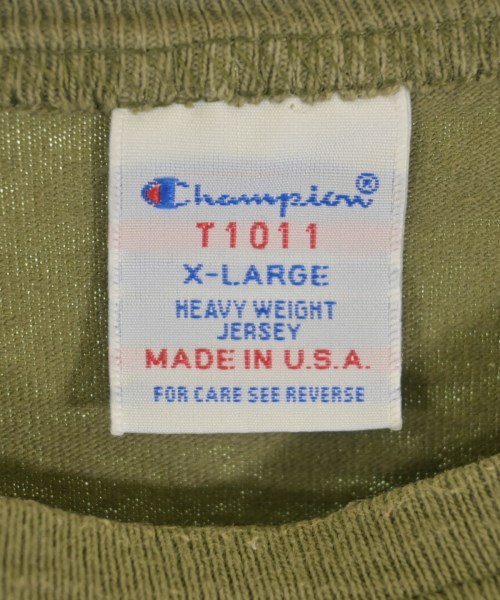 Champion®
T1011
X-LARGE
HEAVY WEIGHT
JERSEY
MADE IN U.S.A.
FOR CARE SEE REVERSE